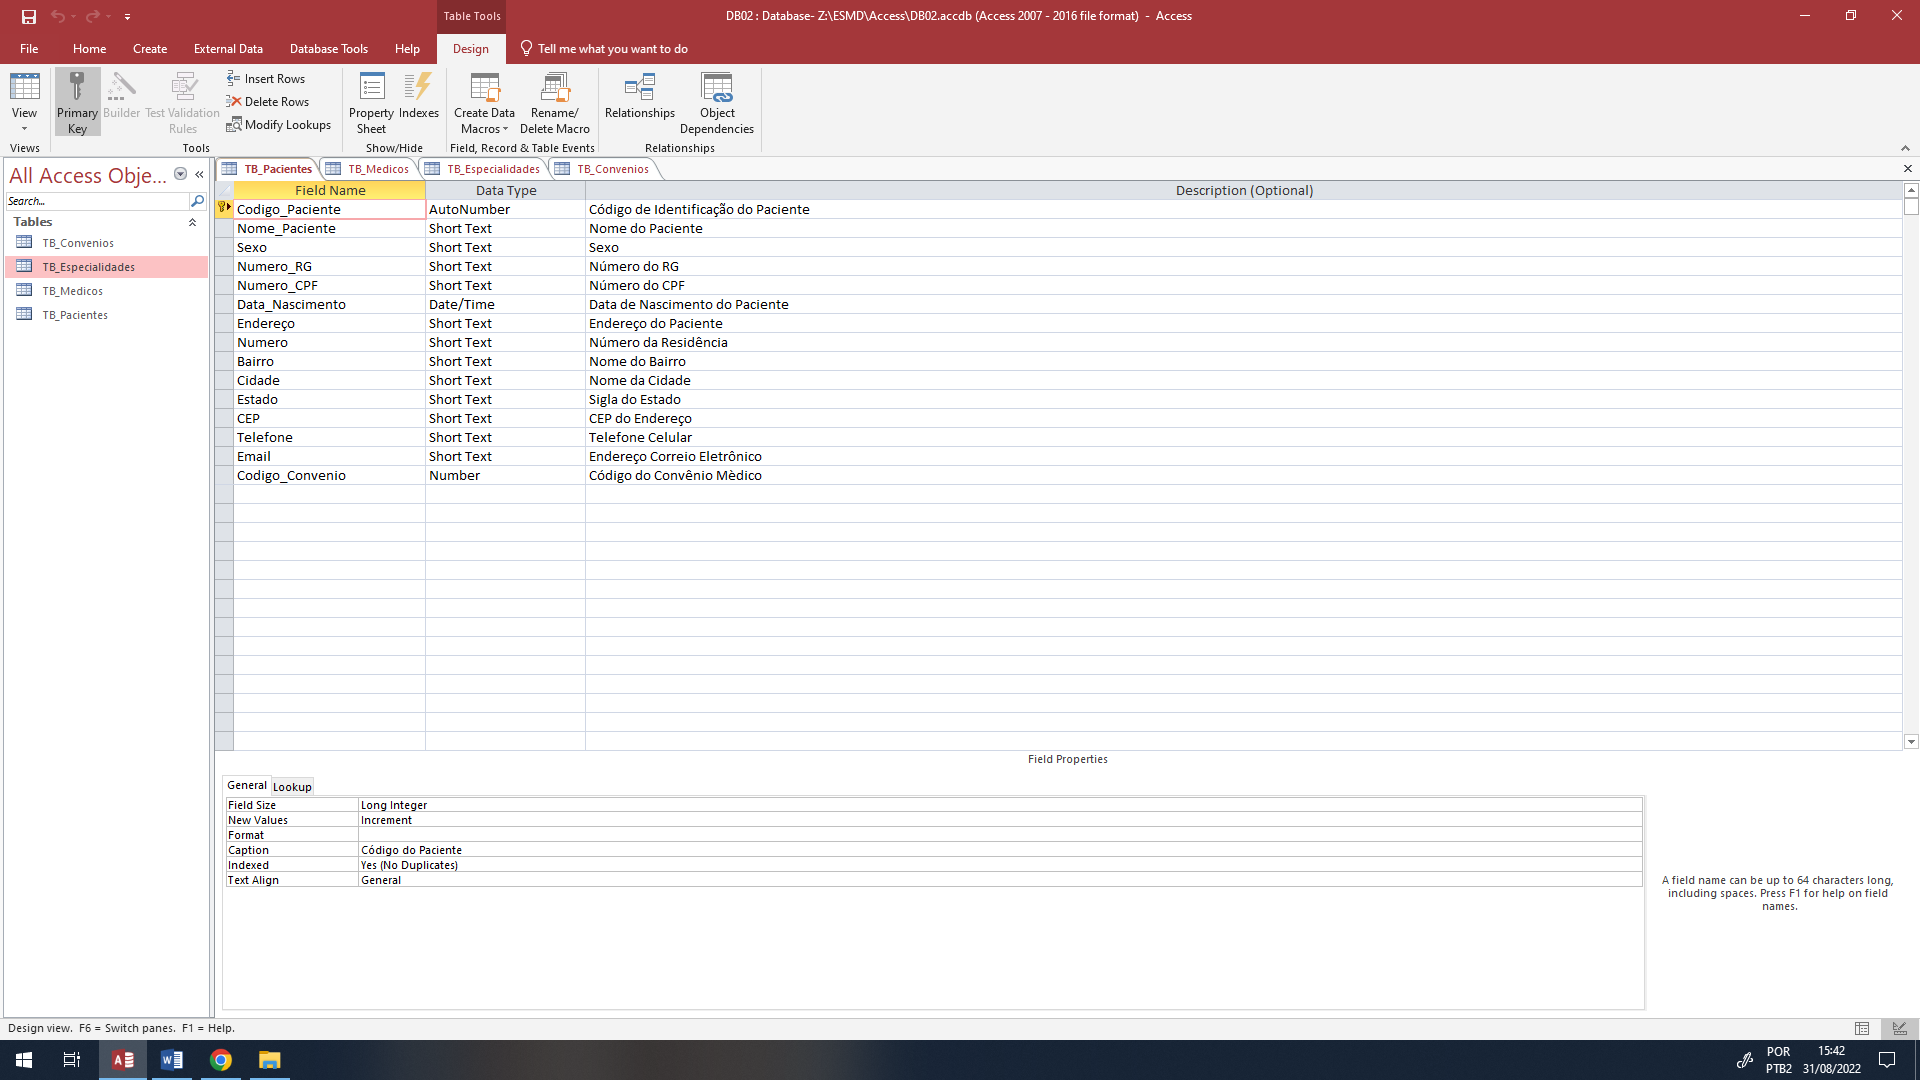 Table Tools
DB02 : Database- Z:\ESMD\Access\DB02.accdb (Access 2007 - 2016 file format)  -  Access
File Home Create External Data Database Tools Help Design Tell me what you want to do
View
Views
Primary Key
Builder
Test Validation Rules
Insert Rows
Delete Rows
Modify Lookups
Tools
Property Sheet
Indexes
Show/Hide
Create Data Macros
Rename/ Delete Macro
Field, Record & Table Events
Relationships
Object Dependencies
Relationships
All Access Obje...
Search...
Tables
TB_Convenios
TB_Especialidades
TB_Medicos
TB_Pacientes
TB_Pacientes TB_Medicos TB_Especialidades TB_Convenios
Field Name Data Type Description (Optional)
Codigo_Paciente AutoNumber Código de Identificação do Paciente
Nome_Paciente Short Text Nome do Paciente
Sexo Short Text Sexo
Numero_RG Short Text Número do RG
Numero_CPF Short Text Número do CPF
Data_Nascimento Date/Time Data de Nascimento do Paciente
Endereço Short Text Endereço do Paciente
Numero Short Text Número da Residência
Bairro Short Text Nome do Bairro
Cidade Short Text Nome da Cidade
Estado Short Text Sigla do Estado
CEP Short Text CEP do Endereço
Telefone Short Text Telefone Celular
Email Short Text Endereço Correio Eletrônico
Codigo_Convenio Number Código do Convênio Mèdico
Field Properties
General Lookup
Field Size Long Integer
New Values Increment
Format
Caption Código do Paciente
Indexed Yes (No Duplicates)
Text Align General
A field name can be up to 64 characters long,
including spaces. Press F1 for help on field
names.
Design view.  F6 = Switch panes.  F1 = Help.
POR
PTB2
15:42
31/08/2022